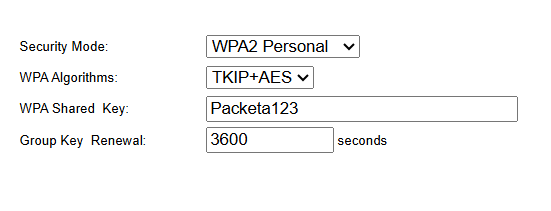 Security Mode: WPA2 Personal
WPA Algorithms: TKIP+AES
WPA Shared Key: Packeta123
Group Key Renewal: 3600 seconds